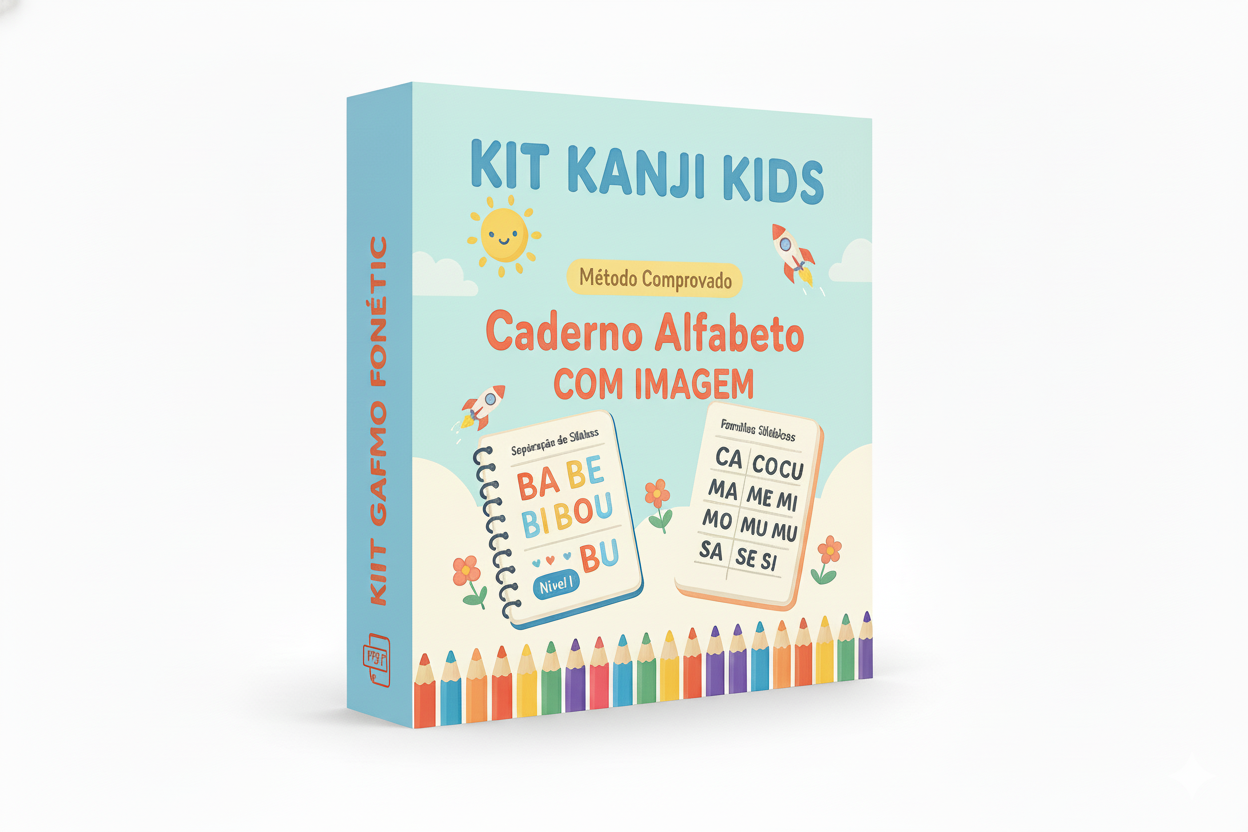 KIT KANJI KIDS
Método Comprovado
Caderno Alfabeto
COM IMAGEM
BA BE
BI BOU
BU
Nivel I
CA COCU
MA ME MI
MO MU MU
SA SE SI
KIIT GAFMO FONÉTIC